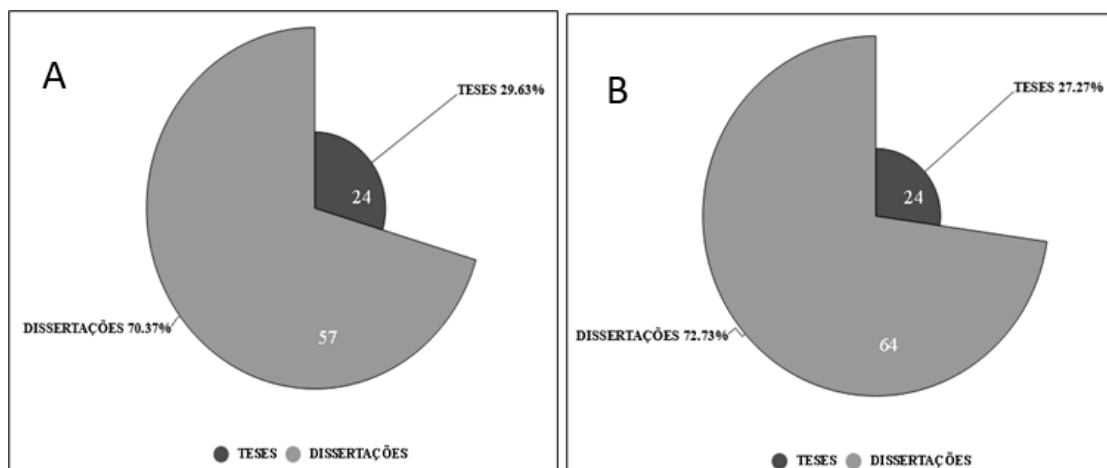 A
TESES 29.63%
24
DISSERTAÇÕES 70.37%
57
TESES DISSERTAÇÕES
B
TESES 27.27%
24
DISSERTAÇÕES 72.73%
64
TESES DISSERTAÇÕES